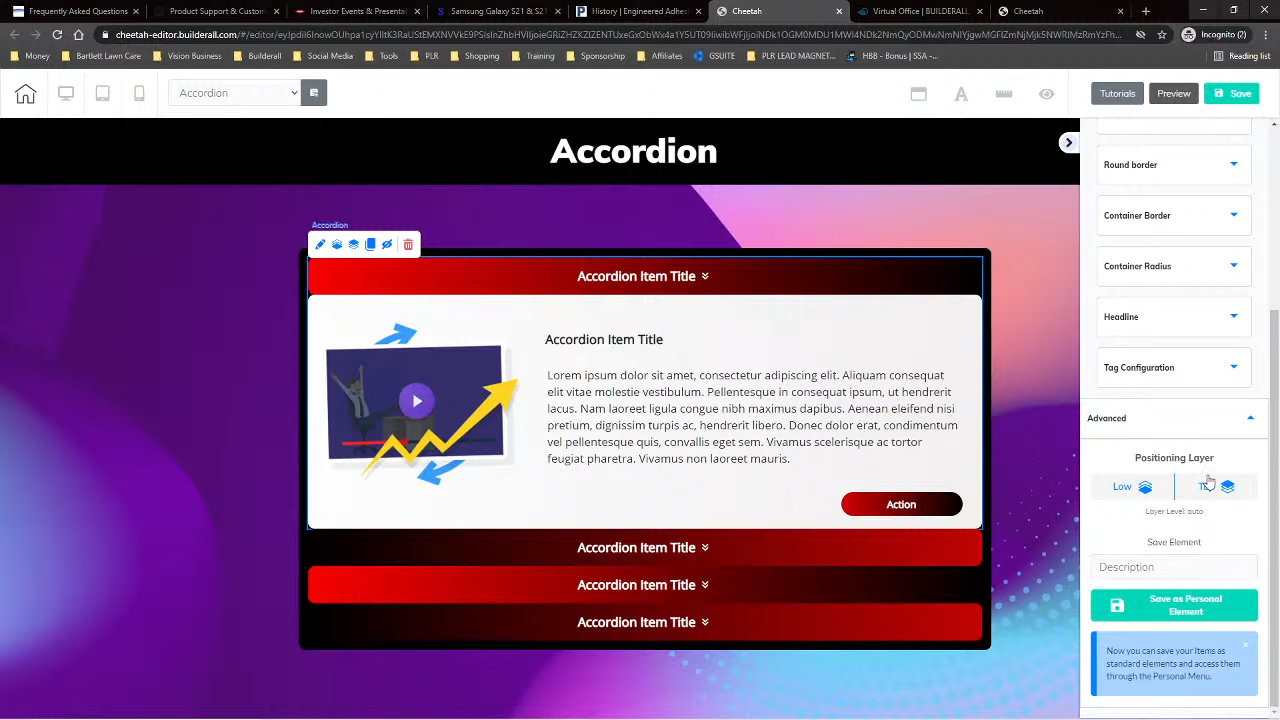 Frequently Asked Questions
Product Support & Custom
Investor Events & Presentat
Samsung Galaxy S21 & S21
History | Engineered Adhesi
Cheetah
Virtual Office | BUILDERALL
Cheetah
Incognito (2)
Money
Bartlett Lawn Care
Vision Business
Builderall
Social Media
Tools
PLR
Shopping
Training
Sponsorship
Affiliates
GSUITE
PLR LEAD MAGNET...
HBB – Bonus | SSA –...
Reading list
Accordion
Tutorials
Preview
Save
Accordion
Accordion
Accordion Item Title
Accordion Item Title
Lorem ipsum dolor sit amet, consectetur adipiscing elit. Aliquam consequat
elit vitae molestie vestibulum. Pellentesque in consequat ipsum, ut hendrerit
lacus. Nam laoreet ligula congue nibh maximus dapibus. Aenean eleifend nisi
pretium, dignissim turpis ac, hendrerit libero. Donec dolor erat, condimentum
vel pellentesque quis, convallis eget sem. Vivamus scelerisque ac tortor
feugiat pharetra. Vivamus non laoreet mauris.
Action
Accordion Item Title
Accordion Item Title
Accordion Item Title
Round border
Container Border
Container Radius
Headline
Tag Configuration
Advanced
Positioning Layer
Low
Layer Level: auto
Save Element
Description
Save as Personal
Element
Now you can save your Items as
standard elements and access them
through the Personal Menu.